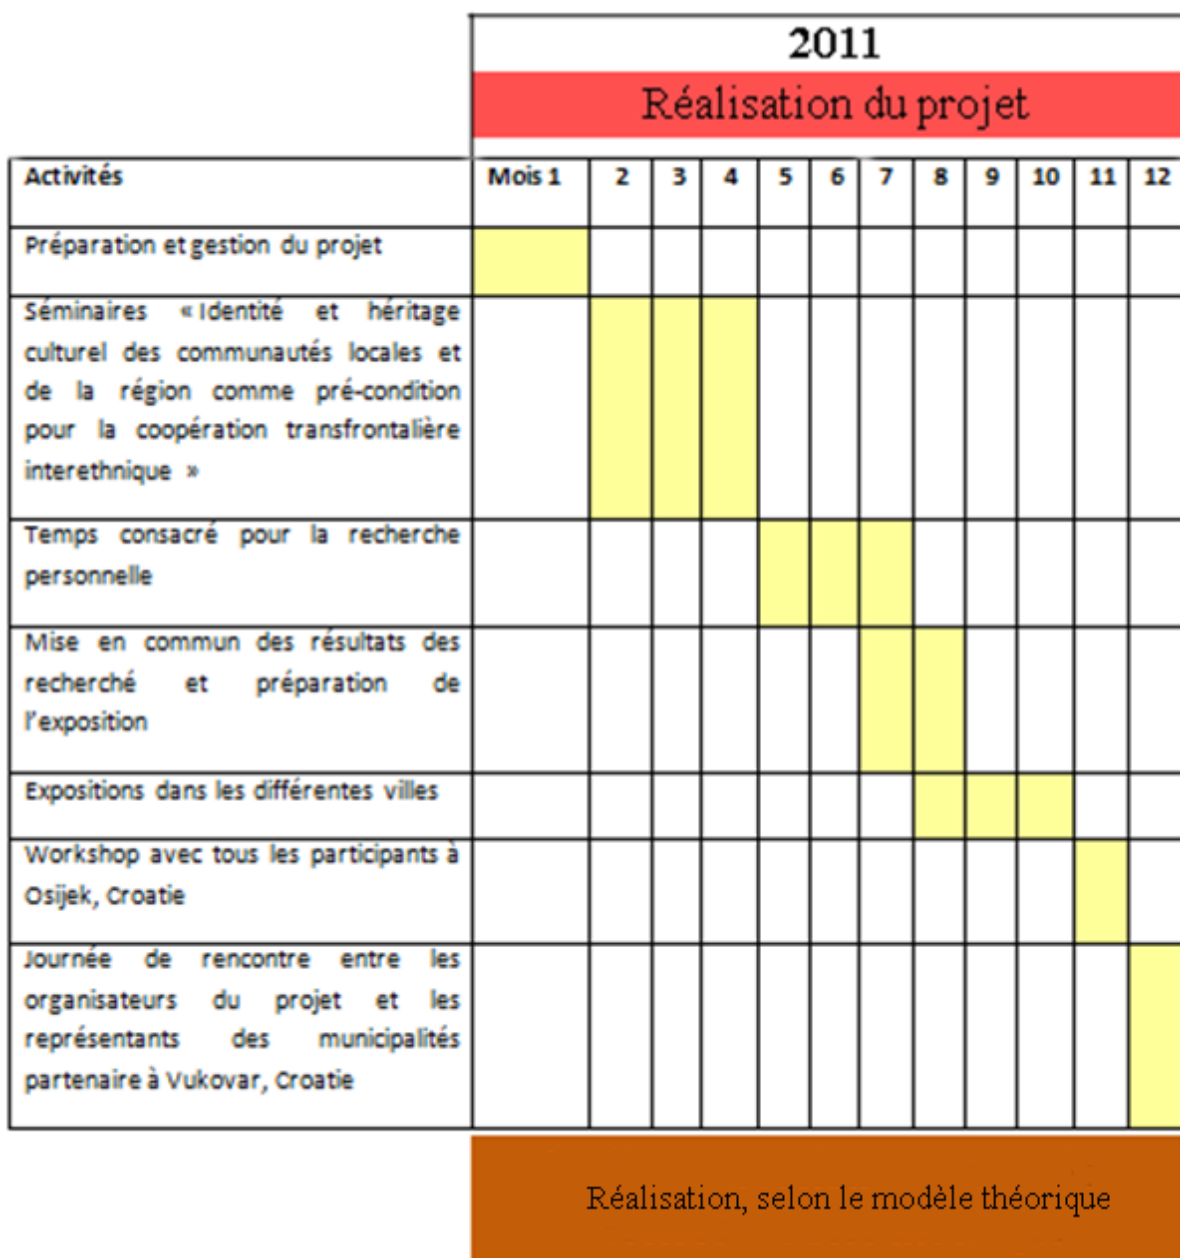 2011
Réalisation du projet
Activités Mois 1 2 3 4 5 6 7 8 9 10 11 12
Préparation et gestion du projet
Séminaires « Identité et héritage
culturel des communautés locales et
de la région comme pré-condition
pour la coopération transfrontalière
interethnique »
Temps consacré pour la recherche
personnelle
Mise en commun des résultats des
recherché et préparation de
l'exposition
Expositions dans les différentes villes
Workshop avec tous les participants à
Osijek, Croatie
Journée de rencontre entre les
organisateurs du projet et les
représentants des municipalités
partenaire à Vukovar, Croatie
Réalisation, selon le modèle théorique